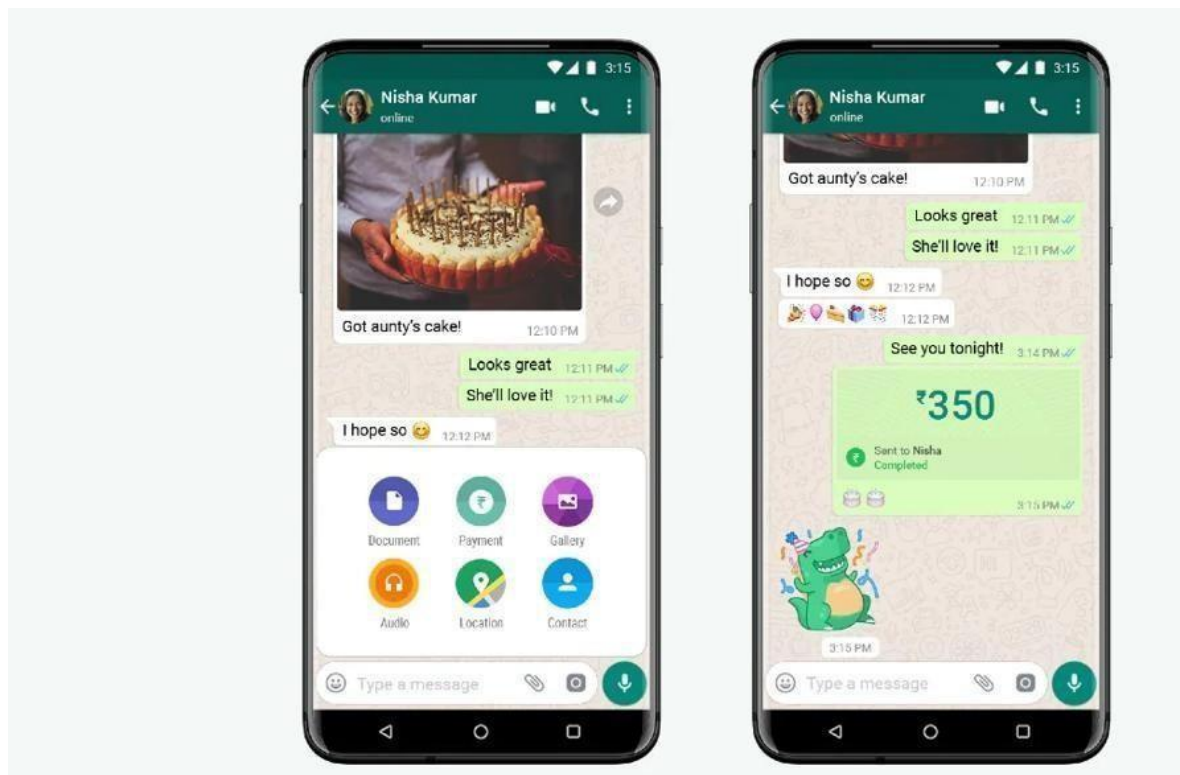 3:15
Nisha Kumar
online
Got aunty's cake!
12:10 PM
Looks great
12:11 PM
She'll love it!
12:11 PM
I hope so 😊
12:12 PM
Document
Payment
Gallery
Audio
Location
Contact
Type a message
3:15
Nisha Kumar
online
Got aunty's cake!
12:10 PM
Looks great
12:11 PM
She'll love it!
12:11 PM
I hope so 😊
12:12 PM
🎉🎈🍰🎁🎊
12:12 PM
See you tonight!
3:14 PM
₹350
₹
Sent to Nisha
Completed
🎂🎂
3:15 PM
3:15 PM
Type a message